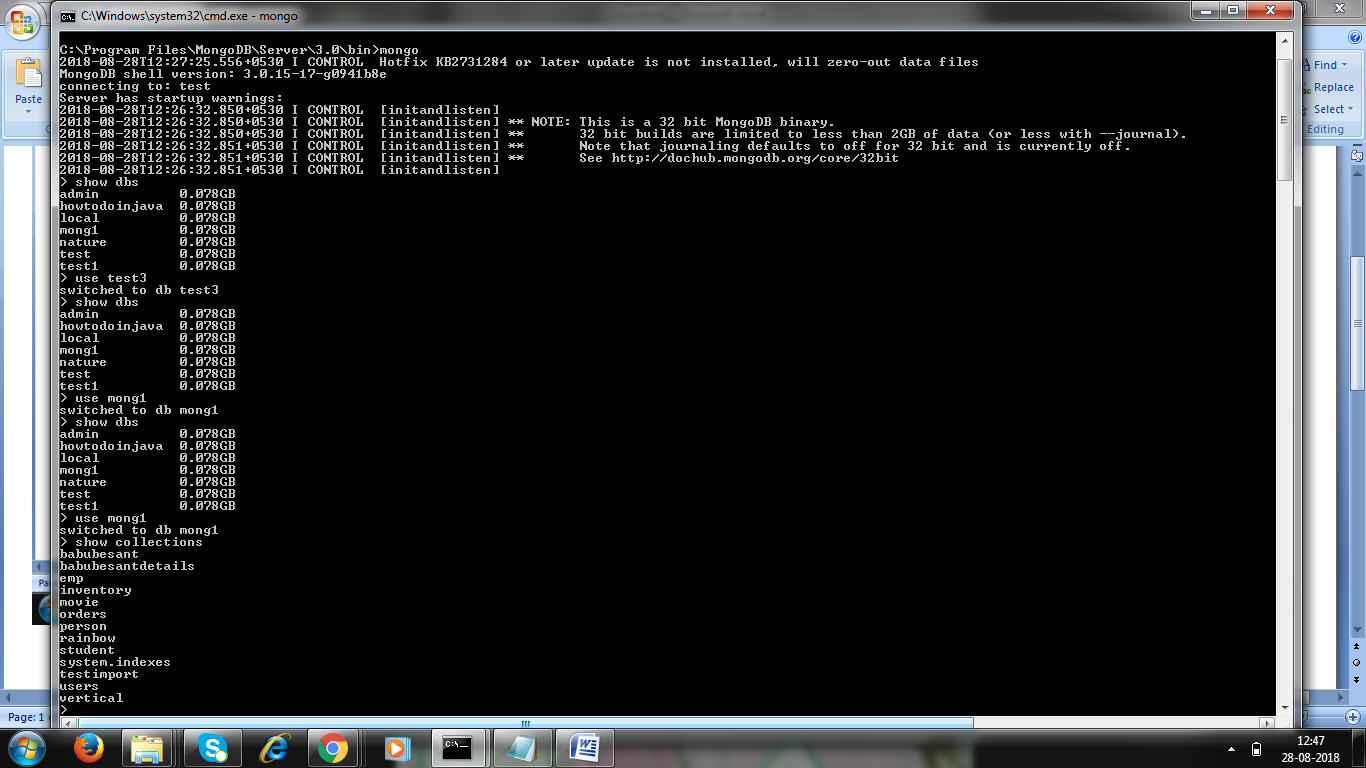 C:\Windows\system32\cmd.exe - mongo
Paste
Find
Replace
Select
Editing
C:\Program Files\MongoDB\Server\3.0\bin>mongo
2018-08-28T12:27:25.556+0530 I CONTROL  Hotfix KB2731284 or later update is not installed, will zero-out data files
MongoDB shell version: 3.0.15-17-g0941b8e
connecting to: test
Server has startup warnings:
2018-08-28T12:26:32.850+0530 I CONTROL  [initandlisten]
2018-08-28T12:26:32.850+0530 I CONTROL  [initandlisten] ** NOTE: This is a 32 bit MongoDB binary.
2018-08-28T12:26:32.850+0530 I CONTROL  [initandlisten] **       32 bit builds are limited to less than 2GB of data (or less with --journal).
2018-08-28T12:26:32.851+0530 I CONTROL  [initandlisten] **       Note that journaling defaults to off for 32 bit and is currently off.
2018-08-28T12:26:32.851+0530 I CONTROL  [initandlisten] **       See http://dochub.mongodb.org/core/32bit
2018-08-28T12:26:32.851+0530 I CONTROL  [initandlisten]
> show dbs
admin          0.078GB
howtodoinjava  0.078GB
local          0.078GB
mong1          0.078GB
nature         0.078GB
test           0.078GB
test1          0.078GB
> use test3
switched to db test3
> show dbs
admin          0.078GB
howtodoinjava  0.078GB
local          0.078GB
mong1          0.078GB
nature         0.078GB
test           0.078GB
test1          0.078GB
> use mong1
switched to db mong1
> show dbs
admin          0.078GB
howtodoinjava  0.078GB
local          0.078GB
mong1          0.078GB
nature         0.078GB
test           0.078GB
test1          0.078GB
> use mong1
switched to db mong1
> show collections
babubesant
babubesantdetails
emp
inventory
movie
orders
person
rainbow
student
system.indexes
testimport
users
vertical
>
Page: 1
12:47
28-08-2018